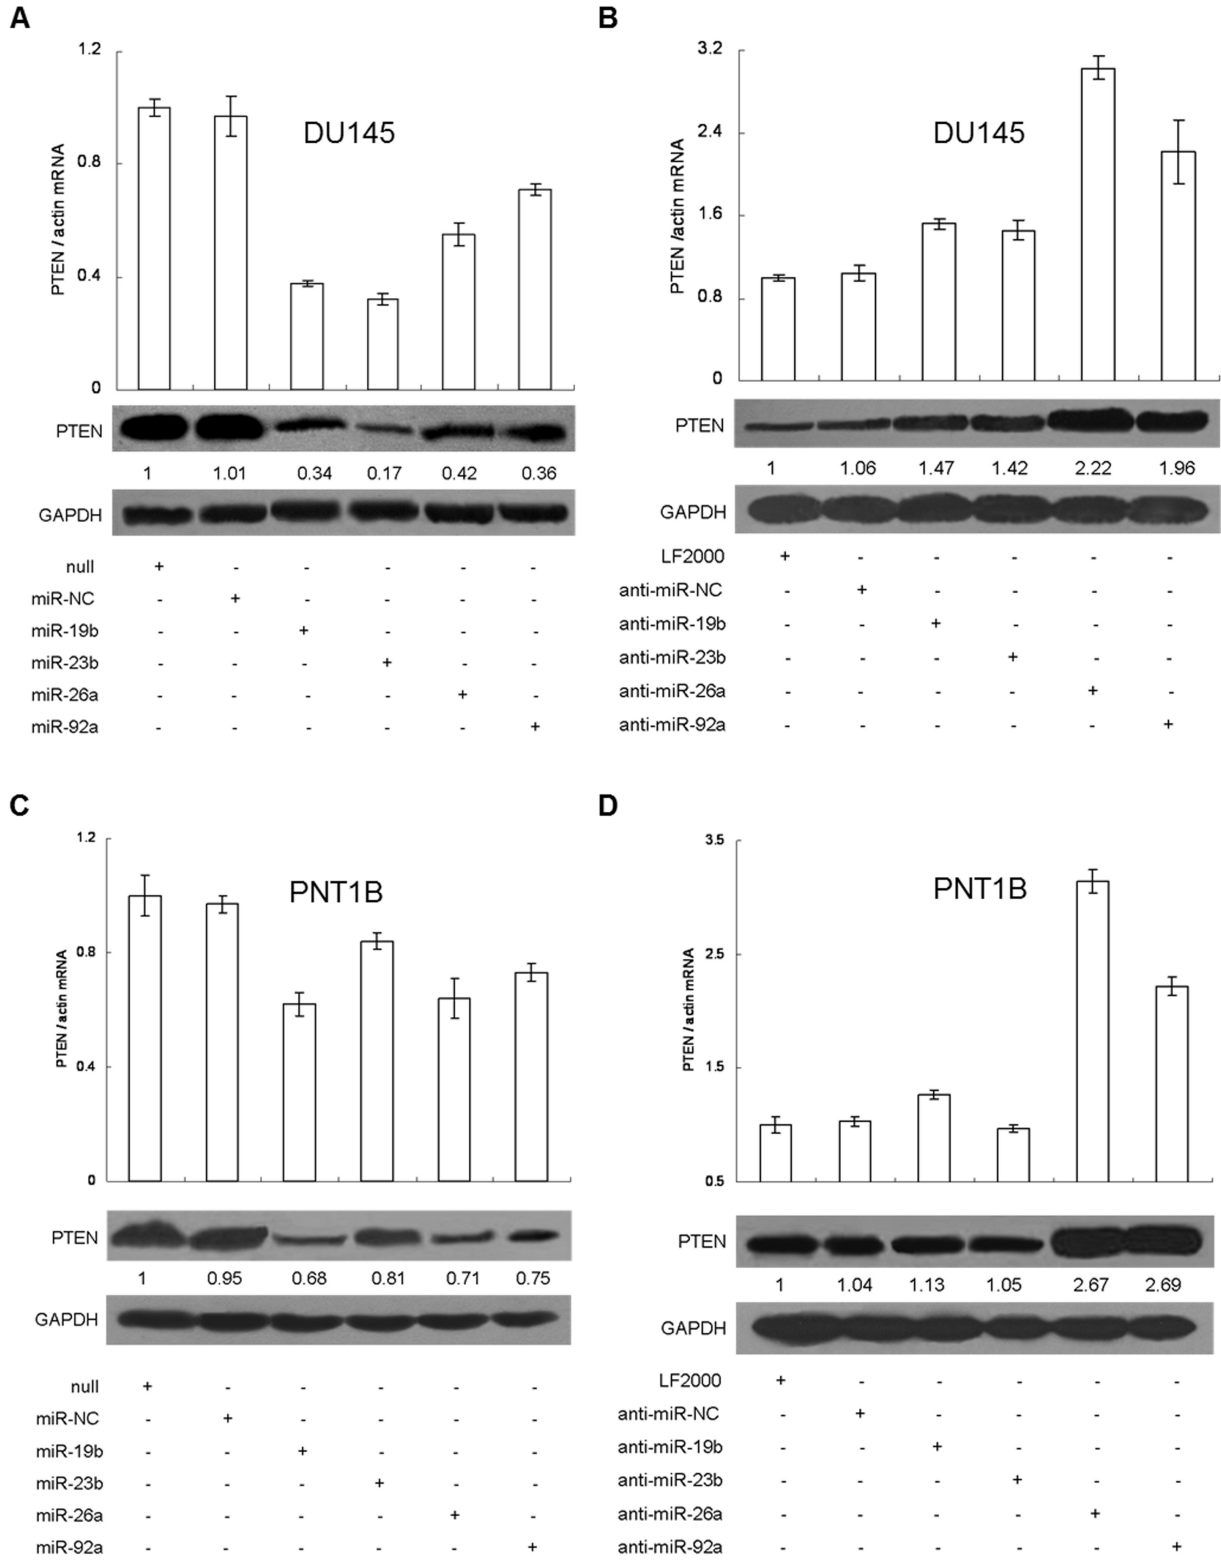 A
1.2
0.8
0.4
0
PTEN / actin mRNA
DU145
PTEN
1 1.01 0.34 0.17 0.42 0.36
GAPDH
null + - - - - -
miR-NC - + - - - -
miR-19b - - + - - -
miR-23b - - - + - -
miR-26a - - - - + -
miR-92a - - - - - +
B
3.2
2.4
1.6
0.8
0
PTEN /actin mRNA
DU145
PTEN
1 1.06 1.47 1.42 2.22 1.96
GAPDH
LF2000 + - - - - -
anti-miR-NC - + - - - -
anti-miR-19b - - + - - -
anti-miR-23b - - - + - -
anti-miR-26a - - - - + -
anti-miR-92a - - - - - +
C
1.2
0.8
0.4
0
PTEN / actin mRNA
PNT1B
PTEN
1 0.95 0.68 0.81 0.71 0.75
GAPDH
null + - - - - -
miR-NC - + - - - -
miR-19b - - + - - -
miR-23b - - - + - -
miR-26a - - - - + -
miR-92a - - - - - +
D
3.5
2.5
1.5
0.5
PTEN / actin mRNA
PNT1B
PTEN
1 1.04 1.13 1.05 2.67 2.69
GAPDH
LF2000 + - - - - -
anti-miR-NC - + - - - -
anti-miR-19b - - + - - -
anti-miR-23b - - - + - -
anti-miR-26a - - - - + -
anti-miR-92a - - - - - +